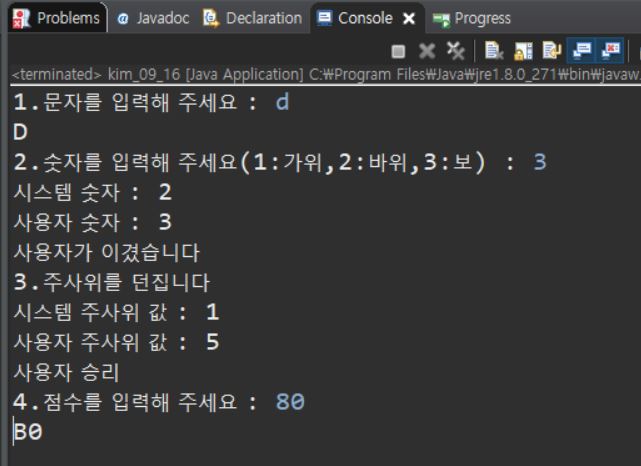 Problems @ Javadoc Declaration Console Progress
<terminated> kim_09_16 [Java Application] C:₩Program Files₩Java₩jre1.8.0_271₩bin₩javaw.
1.문자를 입력해 주세요 : d
D
2.숫자를 입력해 주세요(1:가위,2:바위,3:보) : 3
시스템 숫자 : 2
사용자 숫자 : 3
사용자가 이겼습니다
3.주사위를 던집니다
시스템 주사위 값 : 1
사용자 주사위 값 : 5
사용자 승리
4.점수를 입력해 주세요 : 80
B0